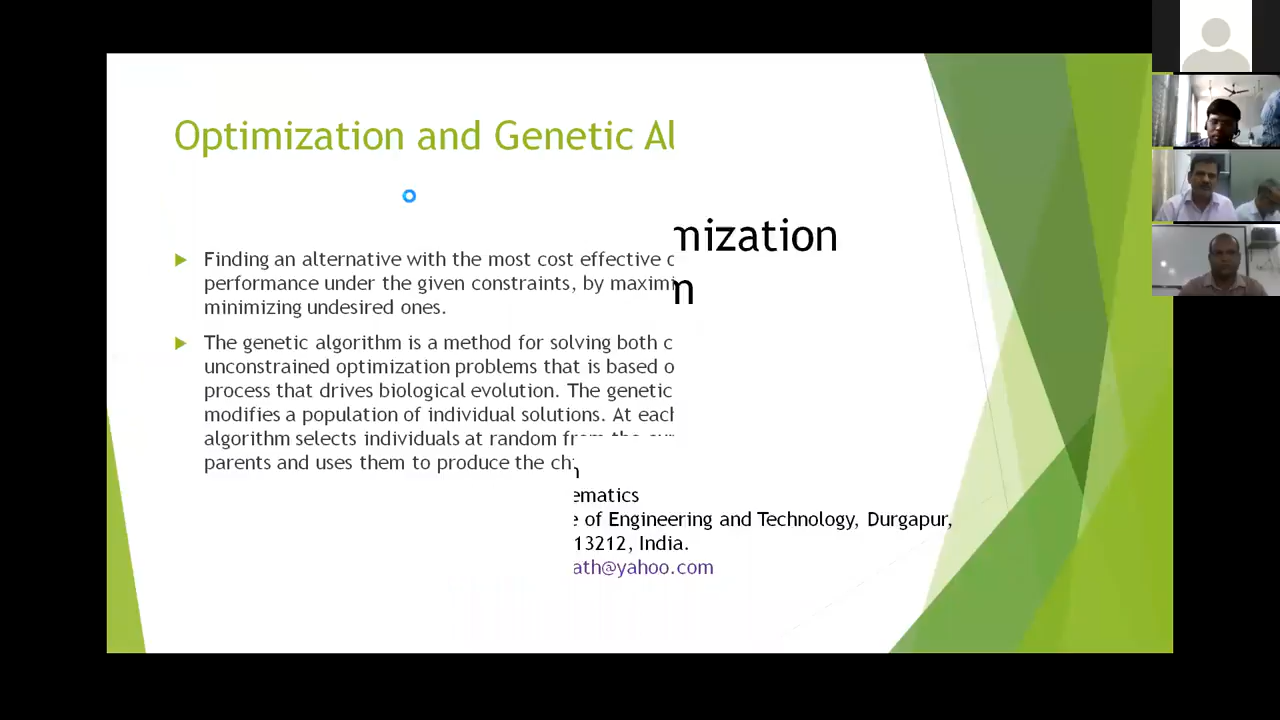 Optimization and Genetic Al
mization
n
Finding an alternative with the most cost effective
performance under the given constraints, by maximi
minimizing undesired ones.
The genetic algorithm is a method for solving both c
unconstrained optimization problems that is based o
process that drives biological evolution. The genetic
modifies a population of individual solutions. At each
algorithm selects individuals at random from the
parents and uses them to produce the ch
n
ematics
e of Engineering and Technology, Durgapur,
13212, India.
ath@yahoo.com